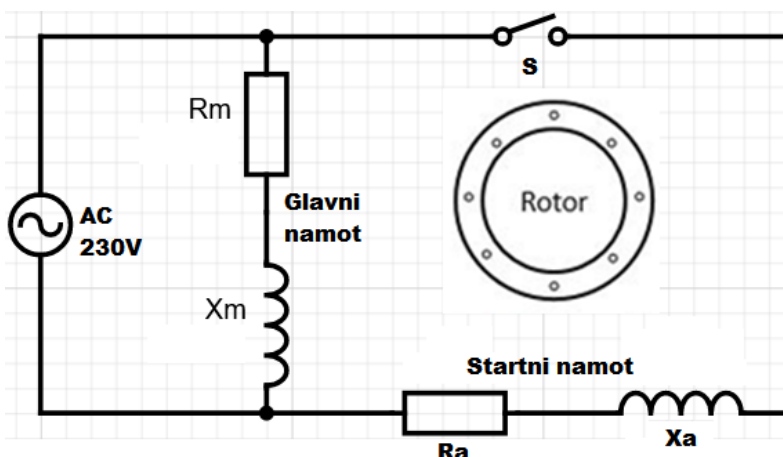 S
Rm
Rotor
Glavni
namot
AC
230V
Xm
Startni namot
Ra
Xa